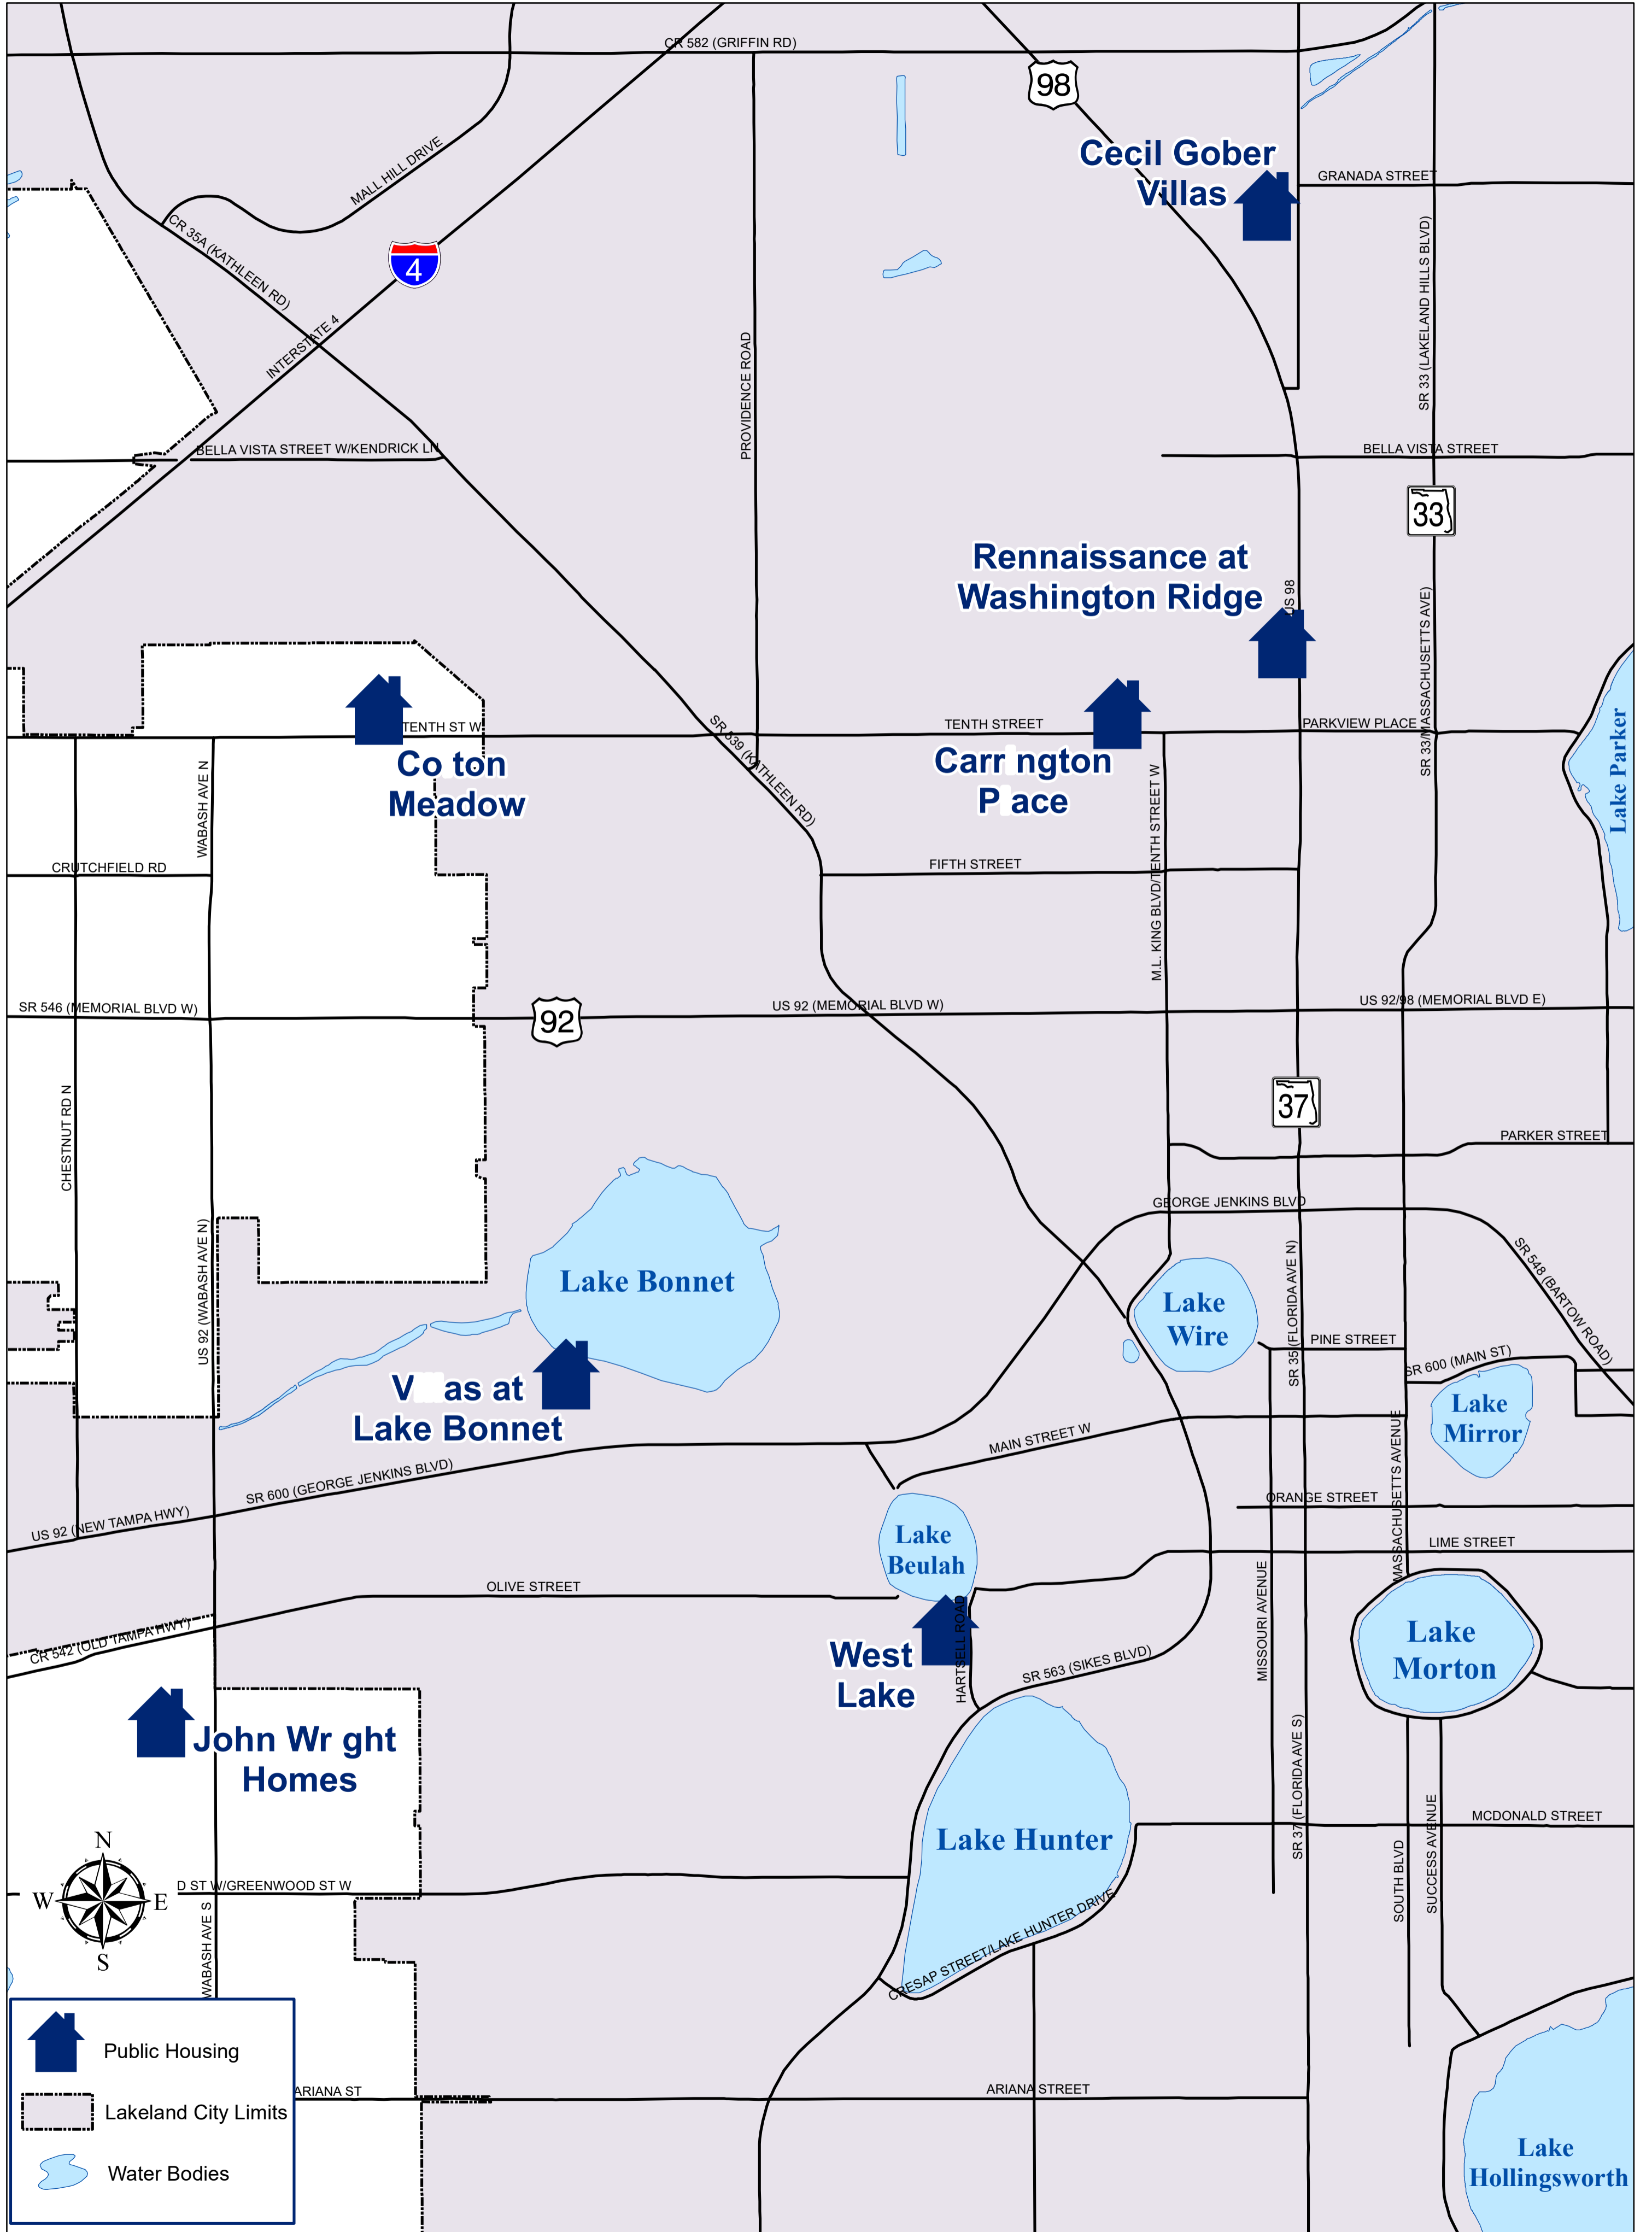 CR 582 (GRIFFIN RD)
98
Cecil Gober
Villas
GRANADA STREET
MALL HILL DRIVE
CR 35A (KATHLEEN RD)
4
INTERSTATE 4
PROVIDENCE ROAD
SR 33 (LAKELAND HILLS BLVD)
BELLA VISTA STREET W/KENDRICK LN
BELLA VISTA STREET
33
Rennaissance at
Washington Ridge
US 98
SR 33/MASSACHUSETTS AVE)
TENTH ST W
TENTH STREET
PARKVIEW PLACE
Lake Parker
SR 539 (KATHLEEN RD)
Co ton
Meadow
Carr ngton
P ace
WABASH AVE N
M.L. KING BLVD/TENTH STREET W
CRUTCHFIELD RD
FIFTH STREET
SR 546 (MEMORIAL BLVD W)
92
US 92 (MEMORIAL BLVD W)
US 92/98 (MEMORIAL BLVD E)
37
CHESTNUT RD N
PARKER STREET
GEORGE JENKINS BLVD
US 92 (WABASH AVE N)
Lake Bonnet
SR 35 (FLORIDA AVE N)
SR 548 (BARTOW ROAD)
Lake
Wire
PINE STREET
SR 600 (MAIN ST)
V as at
Lake Bonnet
Lake
Mirror
MAIN STREET W
MASSACHUSETTS AVENUE
SR 600 (GEORGE JENKINS BLVD)
US 92 (NEW TAMPA HWY)
ORANGE STREET
Lake
Beulah
LIME STREET
OLIVE STREET
MISSOURI AVENUE
HARTSELL ROAD
CR 542 (OLD TAMPA HWY)
West
Lake
SR 563 (SIKES BLVD)
Lake
Morton
John Wr ght
Homes
SR 37 (FLORIDA AVE S)
MCDONALD STREET
Lake Hunter
SOUTH BLVD
SUCCESS AVENUE
N
W
E
S
D ST W/GREENWOOD ST W
WABASH AVE S
CRESAP STREET/LAKE HUNTER DRIVE
Public Housing
Lakeland City Limits
Water Bodies
ARIANA ST
ARIANA STREET
Lake
Hollingsworth